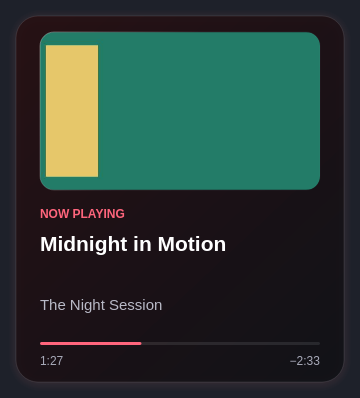 NOW PLAYING
Midnight in Motion
The Night Session
1:27
−2:33